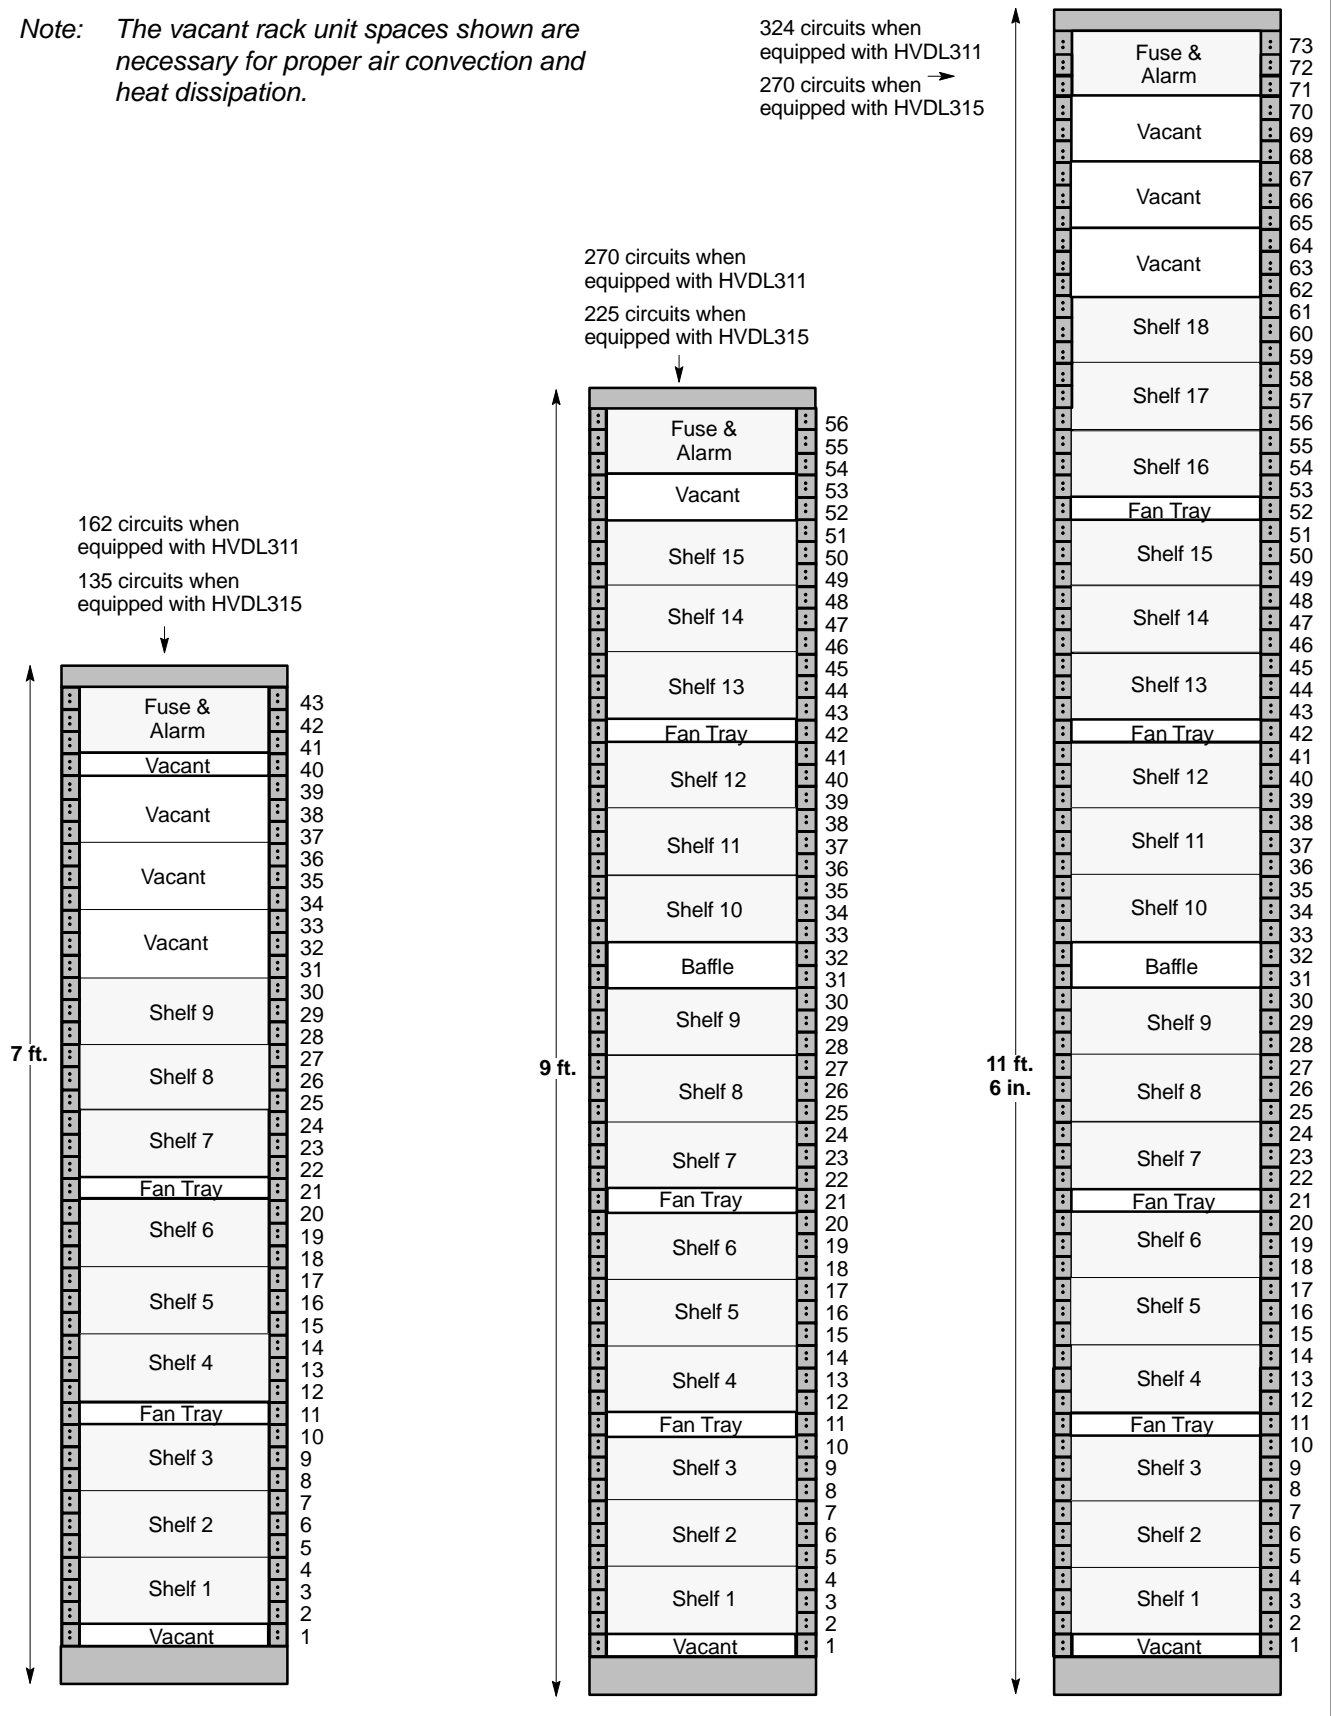 Note: The vacant rack unit spaces shown are
necessary for proper air convection and
heat dissipation.
162 circuits when
equipped with HVDL311
135 circuits when
equipped with HVDL315
7 ft.
Fuse &
Alarm
Vacant
Vacant
Vacant
Vacant
Shelf 9
Shelf 8
Shelf 7
Fan Tray
Shelf 6
Shelf 5
Shelf 4
Fan Tray
Shelf 3
Shelf 2
Shelf 1
Vacant
43
42
41
40
39
38
37
36
35
34
33
32
31
30
29
28
27
26
25
24
23
22
21
20
19
18
17
16
15
14
13
12
11
10
9
8
7
6
5
4
3
2
1
270 circuits when
equipped with HVDL311
225 circuits when
equipped with HVDL315
9 ft.
Fuse &
Alarm
Vacant
Shelf 15
Shelf 14
Shelf 13
Fan Tray
Shelf 12
Shelf 11
Shelf 10
Baffle
Shelf 9
Shelf 8
Shelf 7
Fan Tray
Shelf 6
Shelf 5
Shelf 4
Fan Tray
Shelf 3
Shelf 2
Shelf 1
Vacant
56
55
54
53
52
51
50
49
48
47
46
45
44
43
42
41
40
39
38
37
36
35
34
33
32
31
30
29
28
27
26
25
24
23
22
21
20
19
18
17
16
15
14
13
12
11
10
9
8
7
6
5
4
3
2
1
324 circuits when
equipped with HVDL311
270 circuits when
equipped with HVDL315
11 ft.
6 in.
Fuse &
Alarm
Vacant
Vacant
Vacant
Shelf 18
Shelf 17
Shelf 16
Fan Tray
Shelf 15
Shelf 14
Shelf 13
Fan Tray
Shelf 12
Shelf 11
Shelf 10
Baffle
Shelf 9
Shelf 8
Shelf 7
Fan Tray
Shelf 6
Shelf 5
Shelf 4
Fan Tray
Shelf 3
Shelf 2
Shelf 1
Vacant
73
72
71
70
69
68
67
66
65
64
63
62
61
60
59
58
57
56
55
54
53
52
51
50
49
48
47
46
45
44
43
42
41
40
39
38
37
36
35
34
33
32
31
30
29
28
27
26
25
24
23
22
21
20
19
18
17
16
15
14
13
12
11
10
9
8
7
6
5
4
3
2
1